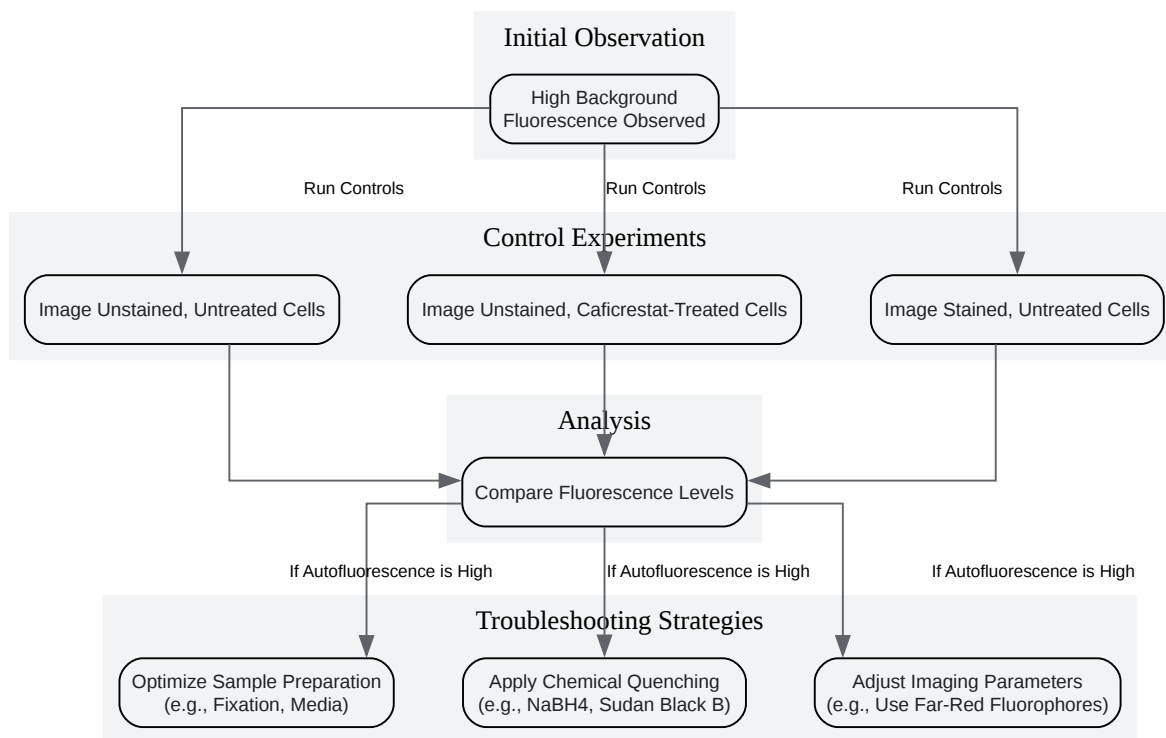 Initial Observation
High Background
Fluorescence Observed
Run Controls
Run Controls
Run Controls
Control Experiments
Image Unstained, Untreated Cells
Image Unstained, Caficrestat-Treated Cells
Image Stained, Untreated Cells
Analysis
Compare Fluorescence Levels
If Autofluorescence is High
If Autofluorescence is High
If Autofluorescence is High
Troubleshooting Strategies
Optimize Sample Preparation
(e.g., Fixation, Media)
Apply Chemical Quenching
(e.g., NaBH4, Sudan Black B)
Adjust Imaging Parameters
(e.g., Use Far-Red Fluorophores)